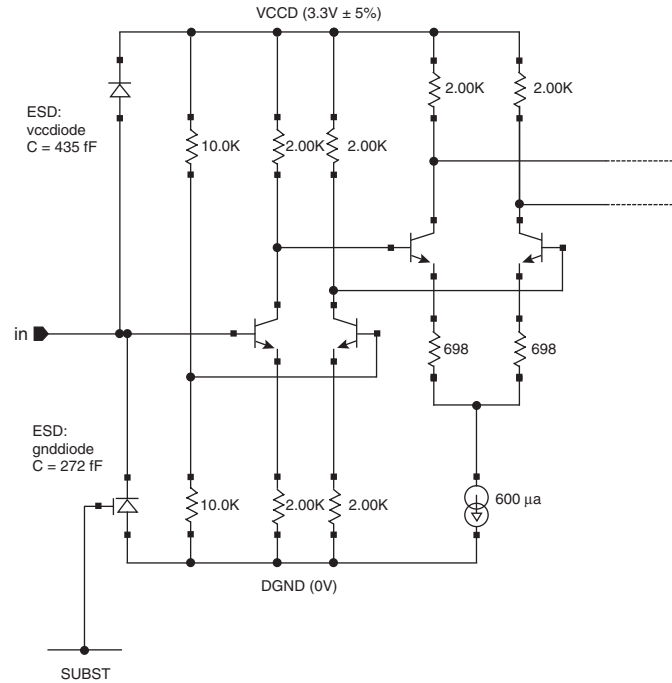 VCCD (3.3V ± 5%)
ESD:
vccdiode
C = 435 fF
10.0K
2.00K
2.00K
2.00K
2.00K
in
698
698
ESD:
gnddiode
C = 272 fF
10.0K
2.00K
2.00K
600 µa
DGND (0V)
SUBST